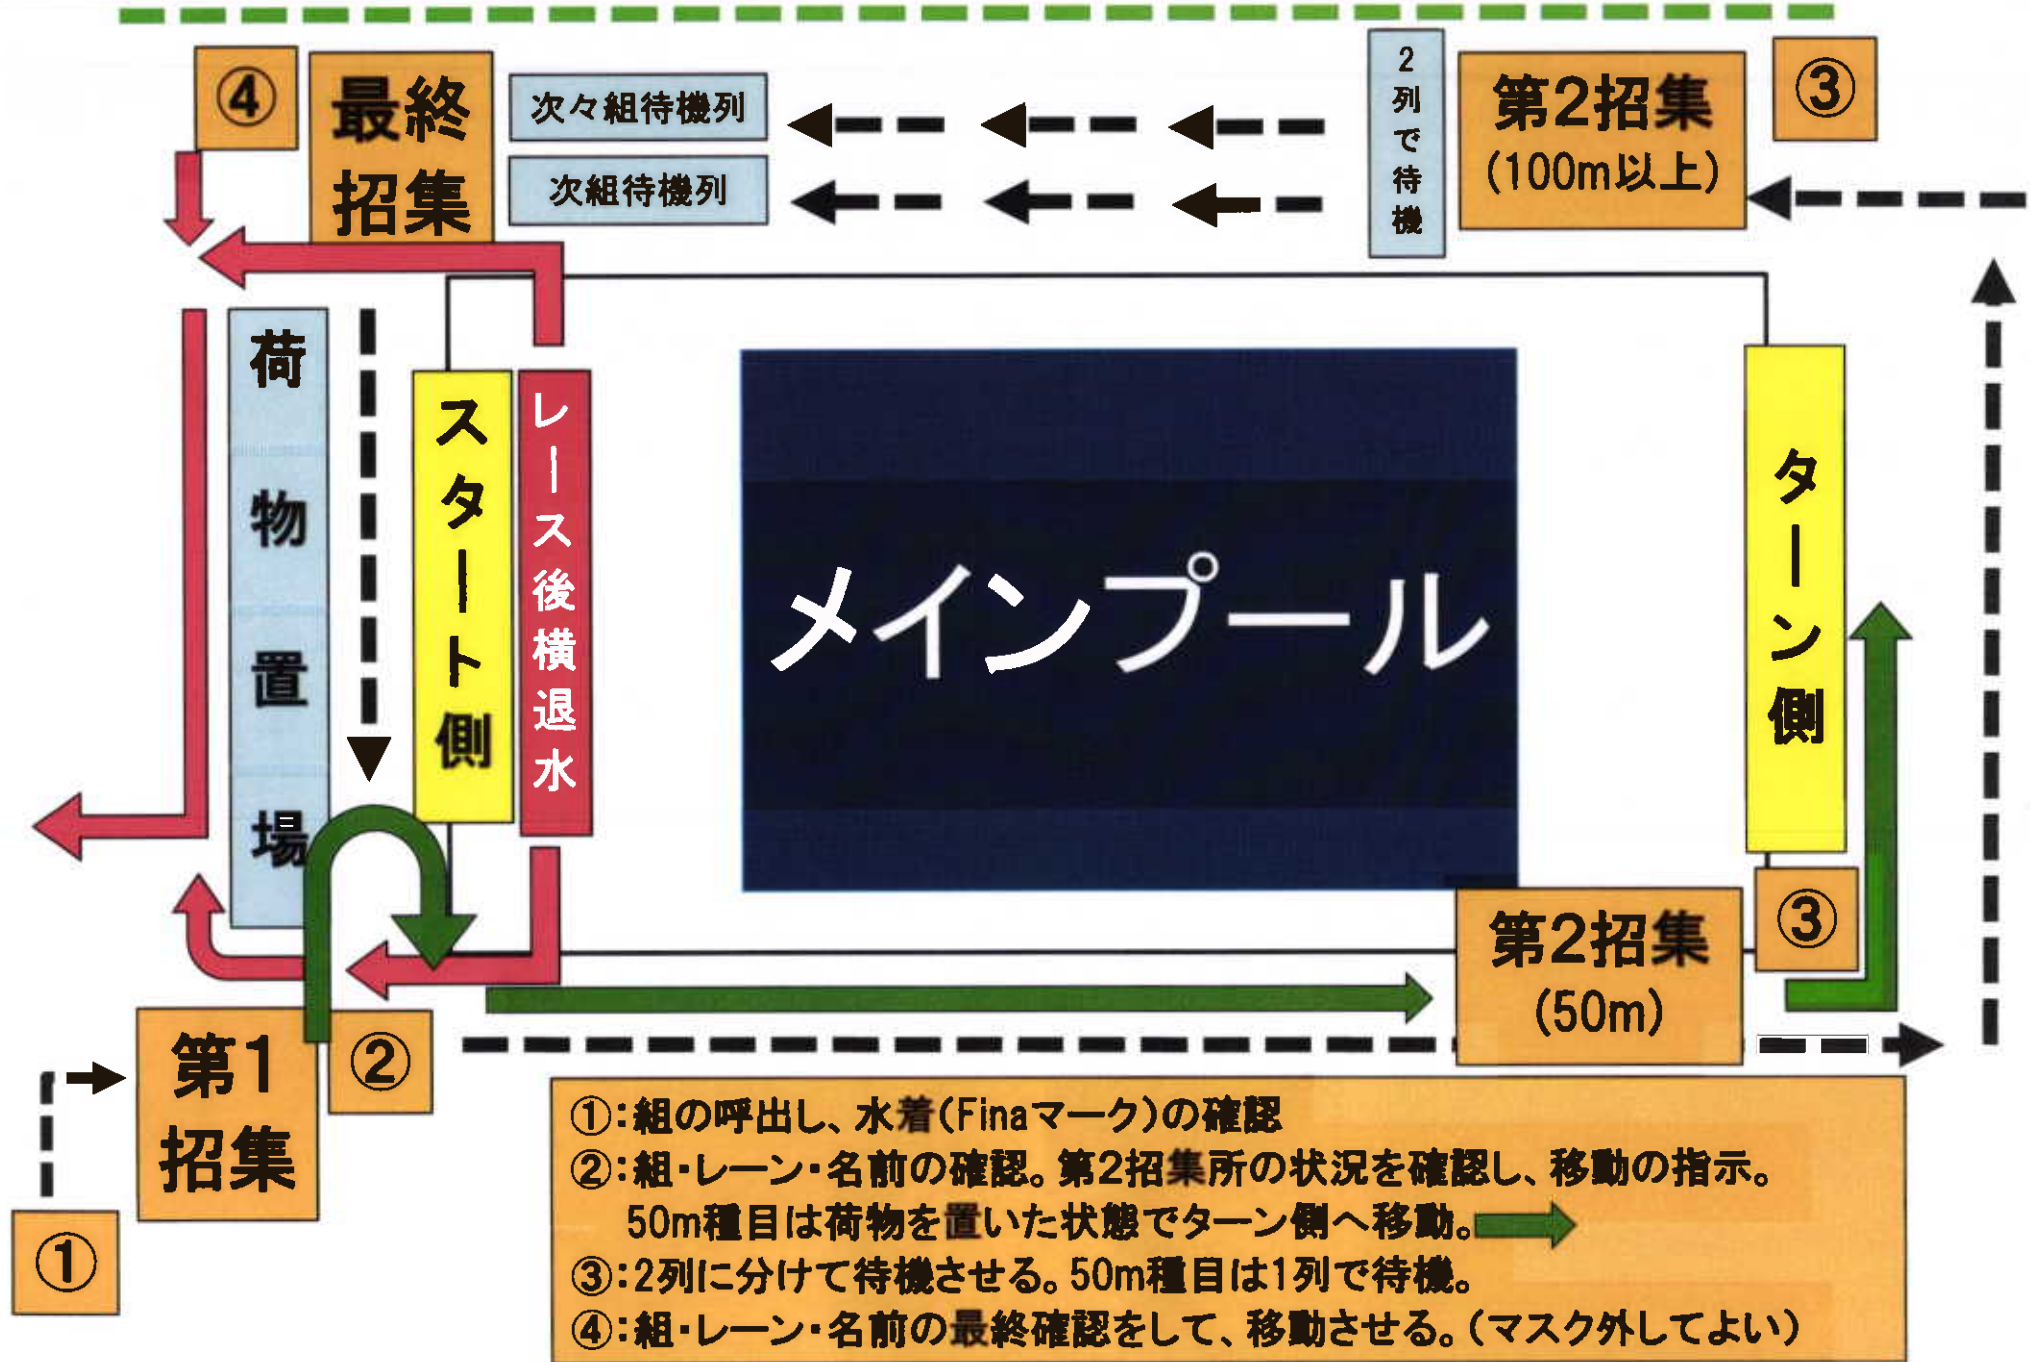 ④
最終
招集
次々組待機列
次組待機列
2列で待機
第2招集
(100m以上)
③
荷物置場
スタート側
レース後横退水
メインプール
ターン側
第2招集
(50m)
③
第1
招集
②
①
①:組の呼出し、水着(Finaマーク)の確認
②:組・レーン・名前の確認。第2招集所の状況を確認し、移動の指示。
50m種目は荷物を置いた状態でターン側へ移動。
③:2列に分けて待機させる。50m種目は1列で待機。
④:組・レーン・名前の最終確認をして、移動させる。(マスク外してよい)